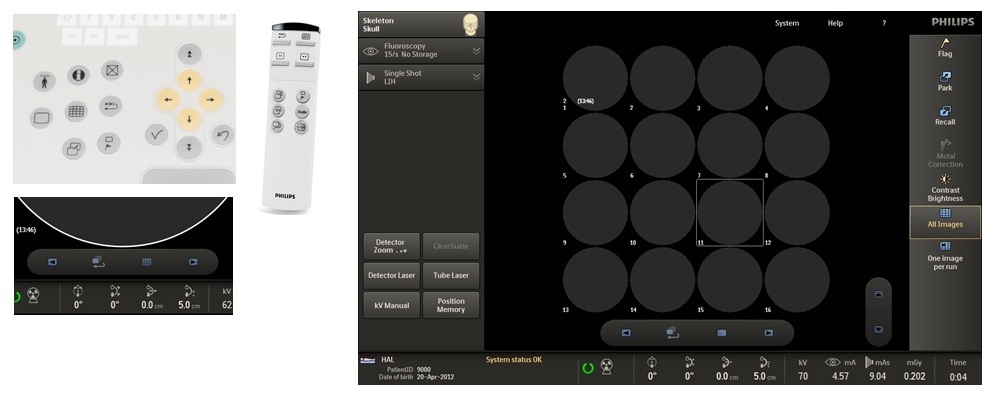 PHILIPS
(13:46)
0°
0°
0.0 cm
5.0 cm
kV
62
Skeleton
Skull
Fluoroscopy
15/s No Storage
Single Shot
LIH
System
Help
?
PHILIPS
Flag
Park
Recall
Metal
Correction
Contrast
Brightness
All Images
One image
per run
2 (13:46)
1
2
3
4
5
6
7
8
9
10
11
12
13
14
15
16
Detector
Zoom
ClearGuide
Detector Laser
Tube Laser
kV Manual
Position
Memory
HAL
PatientID 9000
Date of birth 20-Apr-2012
System status OK
0°
0°
0.0 cm
5.0 cm
kV
70
mA
4.57
mAs
9.04
mGy
0.202
Time
0:04